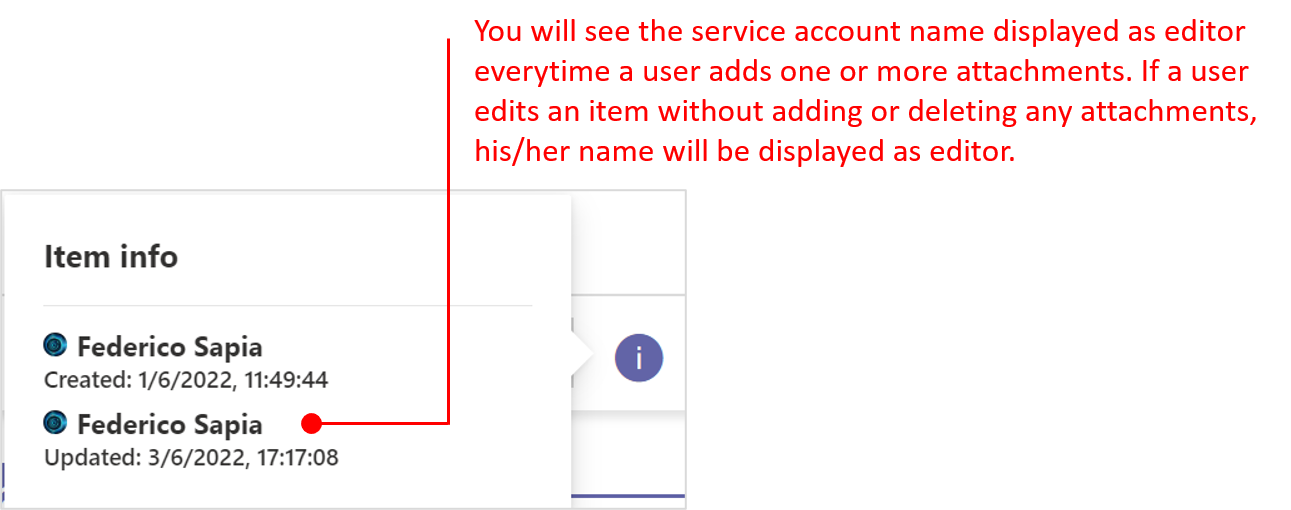 You will see the service account name displayed as editor
everytime a user adds one or more attachments. If a user
edits an item without adding or deleting any attachments,
his/her name will be displayed as editor.
Item info
Federico Sapia
Created: 1/6/2022, 11:49:44
i
Federico Sapia
Updated: 3/6/2022, 17:17:08